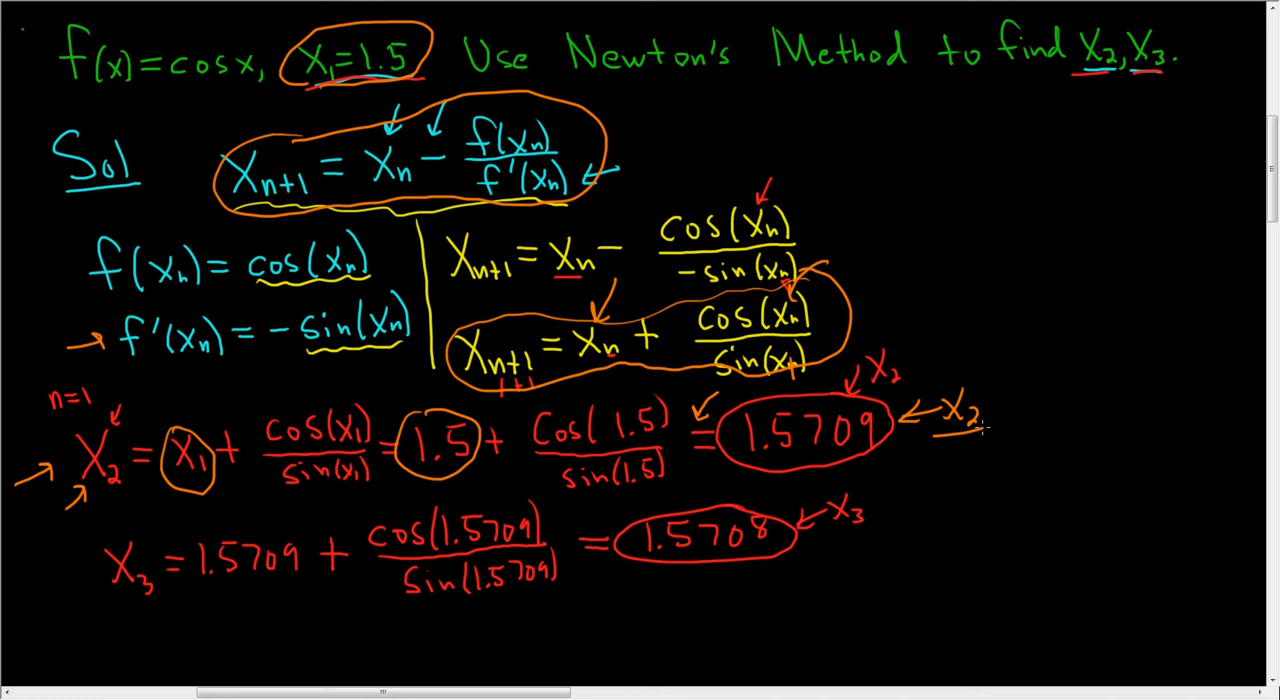 f(x)=cosx, x₁=1.5 Use Newton's Method to find x₂, x₃.
Sol xₙ₊₁ = xₙ − f(xₙ)/f'(xₙ)
f(xₙ) = cos(xₙ)
f'(xₙ) = −sin(xₙ)
xₙ₊₁ = xₙ − cos(xₙ)/−sin(xₙ)
xₙ₊₁ = xₙ + cos(xₙ)/sin(xₙ)
1+1
n=1
x₂ = x₁ + cos(x₁)/sin(x₁) = 1.5 + cos(1.5)/sin(1.5) = 1.5709 x₂ x₂
x₃ = 1.5709 + cos(1.5709)/sin(1.5709) = 1.5708 x₃